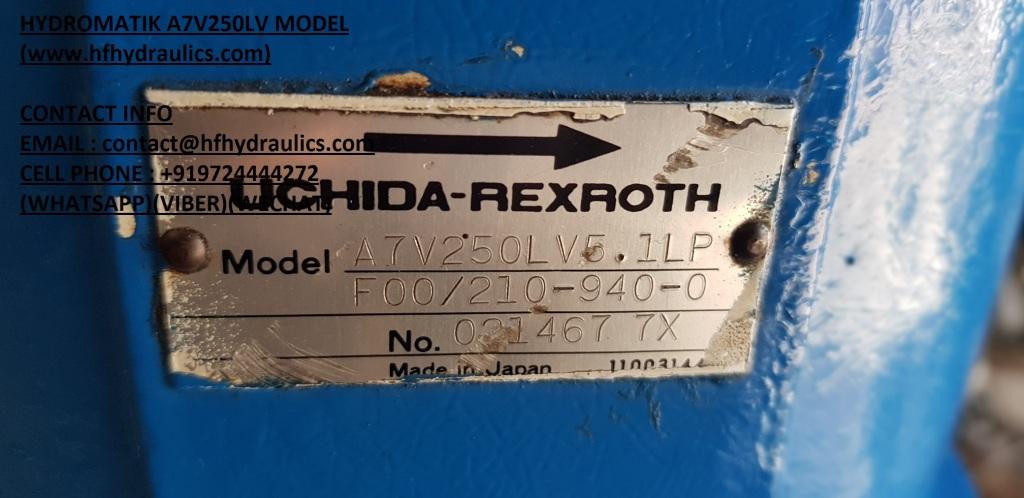 HYDROMATIK A7V250LV MODEL
(www.hfhydraulics.com)
CONTACT INFO
EMAIL : contact@hfhydraulics.com
CELL PHONE : +919724444272
(WHATSAPP)(VIBER)(WECHAT)
UCHIDA-REXROTH
Model A7V250LV5.1LP
F00/210-940-0
No. 021467 7X
Made in Japan 11003144